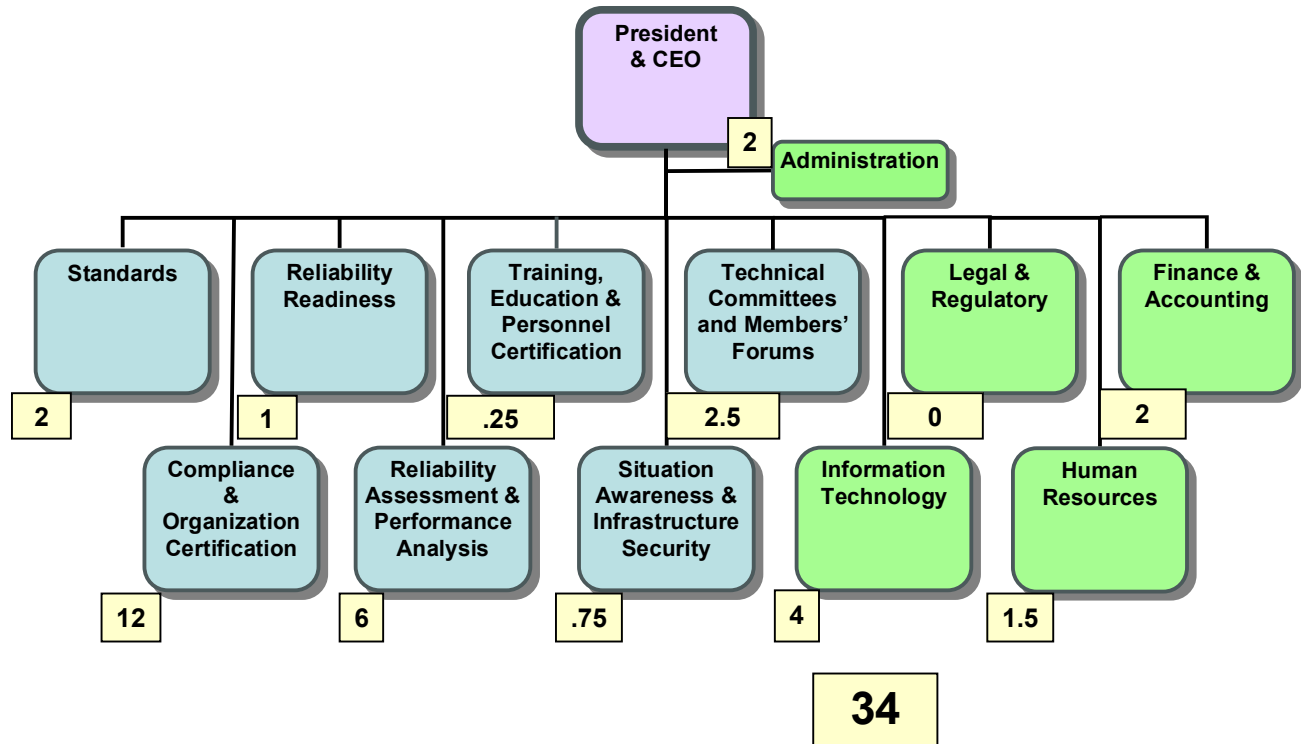 President
& CEO
2
Administration
Standards
2
Reliability
Readiness
1
Training,
Education &
Personnel
Certification
.25
Technical
Committees
and Members’
Forums
2.5
Legal &
Regulatory
0
Finance &
Accounting
2
Compliance
&
Organization
Certification
12
Reliability
Assessment &
Performance
Analysis
6
Situation
Awareness &
Infrastructure
Security
.75
Information
Technology
4
Human
Resources
1.5
34